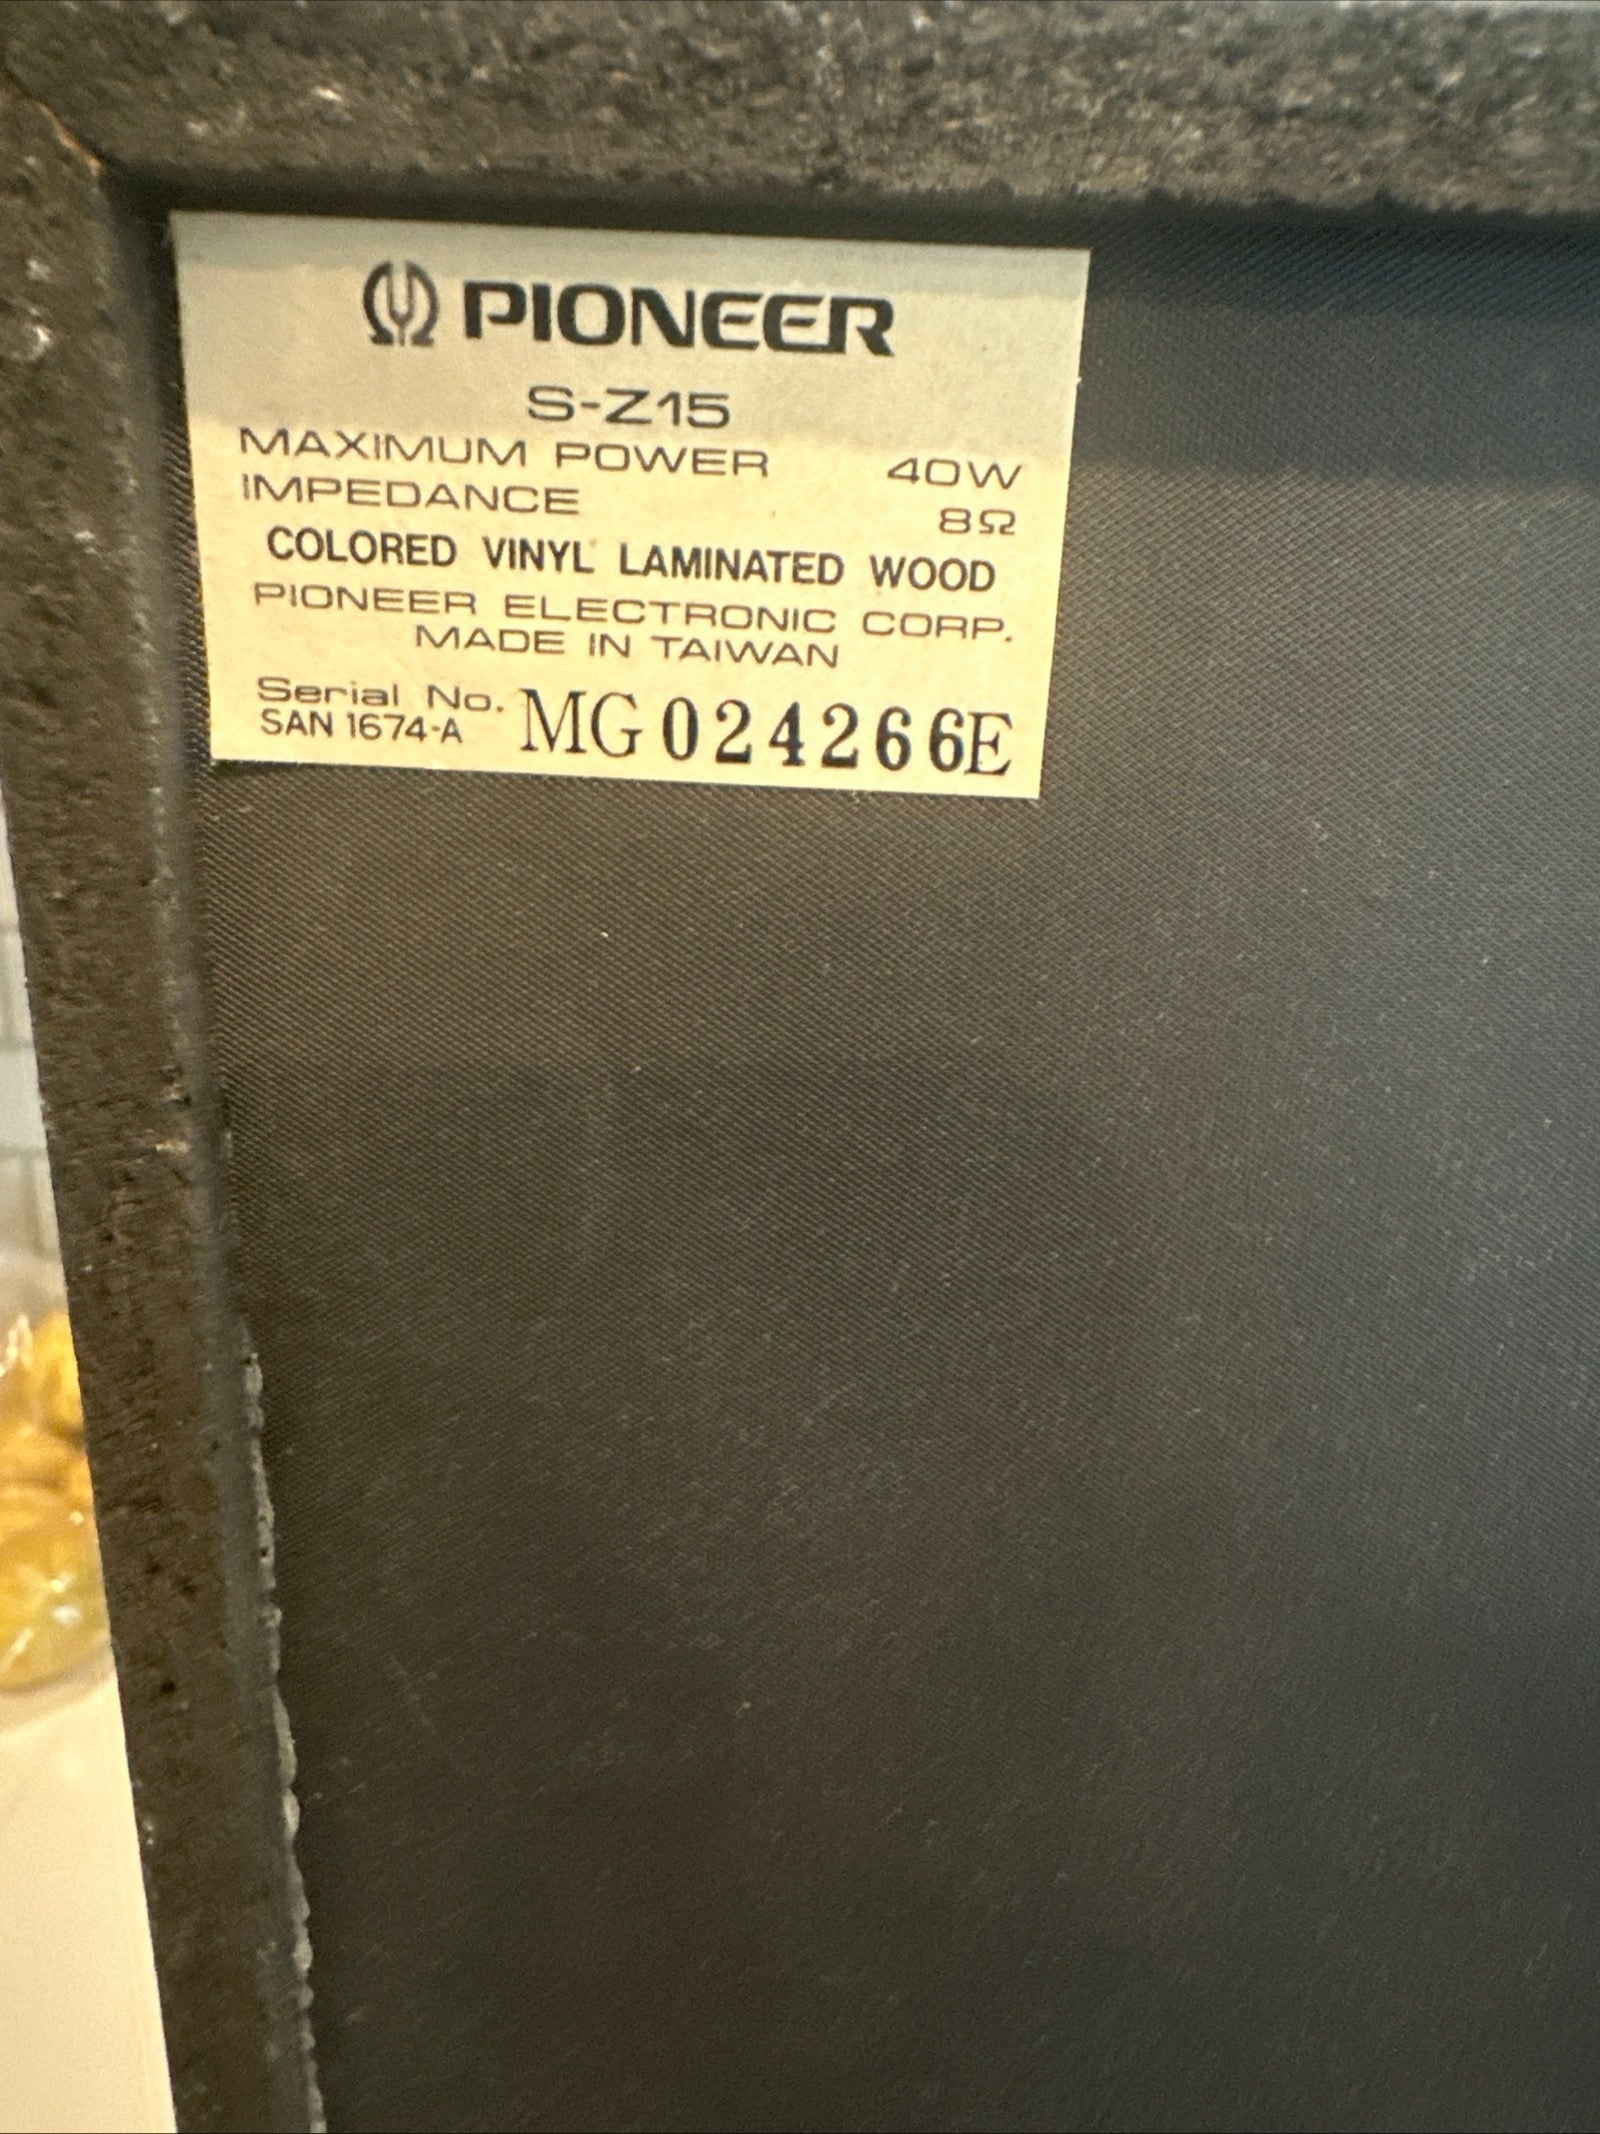 PIONEER
S-Z15
MAXIMUM POWER 40W
IMPEDANCE 8Ω
COLORED VINYL LAMINATED WOOD
PIONEER ELECTRONIC CORP.
MADE IN TAIWAN
Serial No. MG024266E
SAN 1674-A